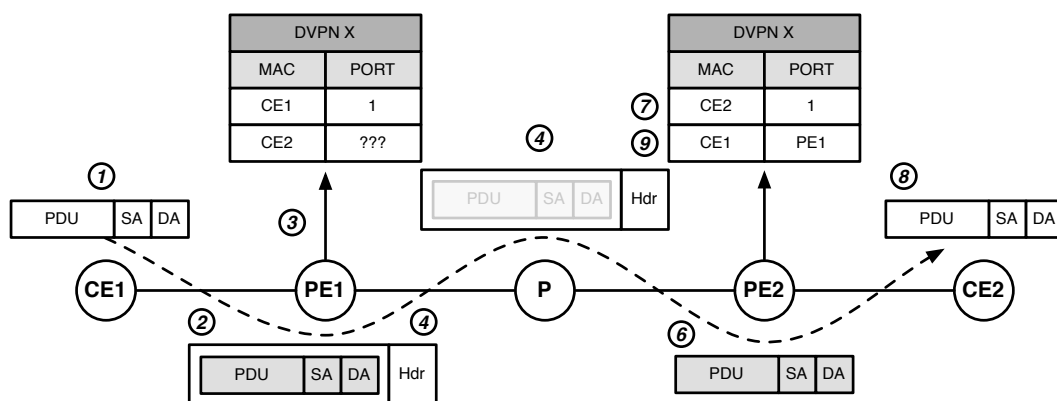 DVPN X
MAC PORT
CE1 1
CE2 ???
DVPN X
MAC PORT
7 CE2 1
9 CE1 PE1
1
PDU SA DA
3
4
PDU SA DA Hdr
8
PDU SA DA
CE1 PE1 P PE2 CE2
2
4
PDU SA DA Hdr
6
PDU SA DA